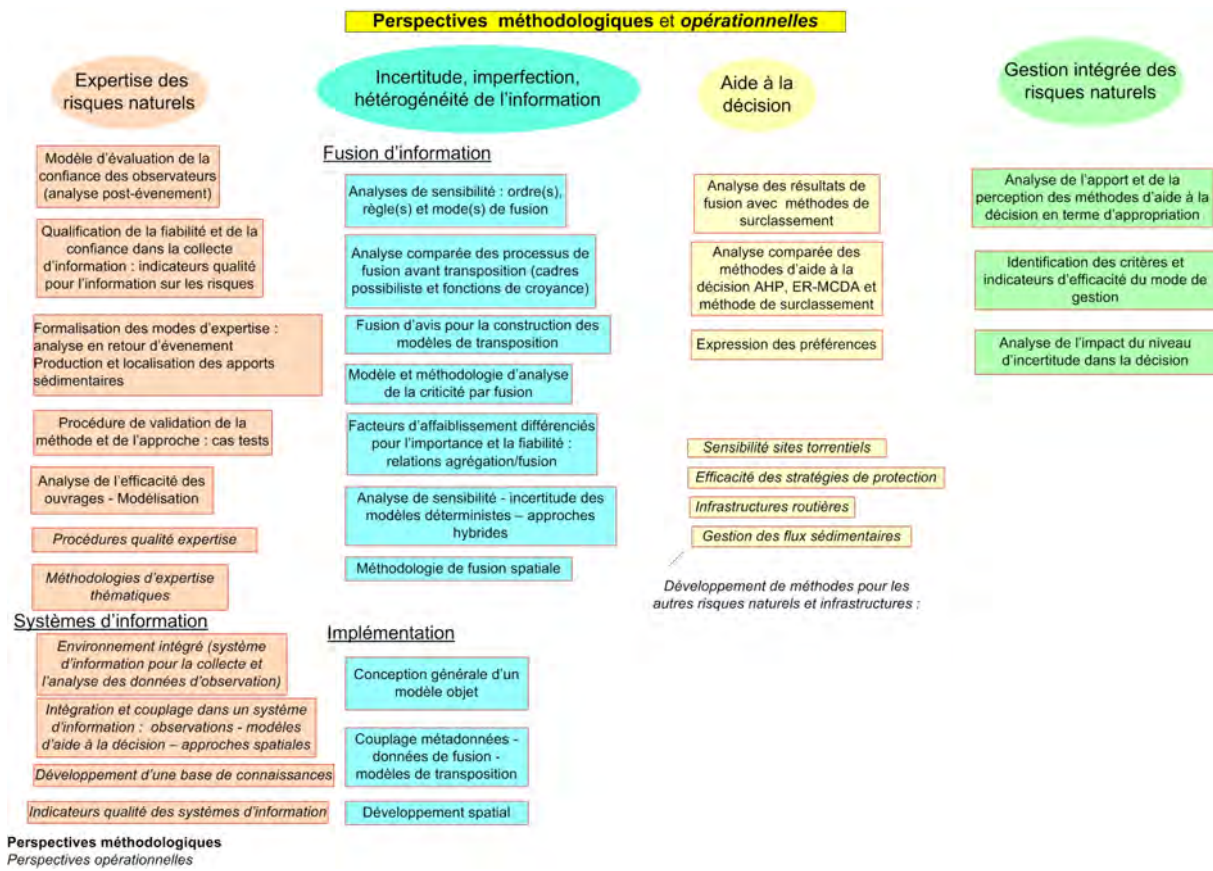 Perspectives méthodologiques et opérationnelles
Expertise des
risques naturels
Modèle d'évaluation de la
confiance des observateurs
(analyse post-évenement)
Qualification de la fiabilité et de la
confiance dans la collecte
d'information : indicateurs qualité
pour l'information sur les risques
Formalisation des modes d'expertise :
analyse en retour d'évenement
Production et localisation des apports
sédimentaires
Procédure de validation de la
méthode et de l'approche : cas tests
Analyse de l'efficacité des
ouvrages - Modélisation
Procédures qualité expertise
Méthodologies d'expertise
thématiques
Systèmes d'information
Environnement intégré (système
d'information pour la collecte et
l'analyse des données d'observation)
Intégration et couplage dans un système
d'information : observations - modèles
d'aide à la décision – approches spatiales
Développement d'une base de connaissances
Indicateurs qualité des systèmes d'information
Incertitude, imperfection,
hétérogénéité de l'information
Fusion d'information
Analyses de sensibilité : ordre(s),
règle(s) et mode(s) de fusion
Analyse comparée des processus de
fusion avant transposition (cadres
possibiliste et fonctions de croyance)
Fusion d'avis pour la construction des
modèles de transposition
Modèle et méthodologie d'analyse
de la criticité par fusion
Facteurs d'affaiblissement différenciés
pour l'importance et la fiabilité :
relations agrégation/fusion
Analyse de sensibilité - incertitude des
modèles déterministes – approches
hybrides
Méthodologie de fusion spatiale
Implémentation
Conception générale d'un
modèle objet
Couplage métadonnées -
données de fusion -
modèles de transposition
Développement spatial
Aide à la
décision
Analyse des résultats de
fusion avec méthodes de
surclassement
Analyse comparée des
méthodes d'aide à la
décision AHP, ER-MCDA et
méthode de surclassement
Expression des préférences
Sensibilité sites torrentiels
Efficacité des stratégies de protection
Infrastructures routières
Gestion des flux sédimentaires
Développement de méthodes pour les
autres risques naturels et infrastructures :
Gestion intégrée des
risques naturels
Analyse de l'apport et de la
perception des méthodes d'aide à la
décision en terme d'appropriation
Identification des critères et
indicateurs d'efficacité du mode de
gestion
Analyse de l'impact du niveau
d'incertitude dans la décision
Perspectives méthodologiques
Perspectives opérationnelles